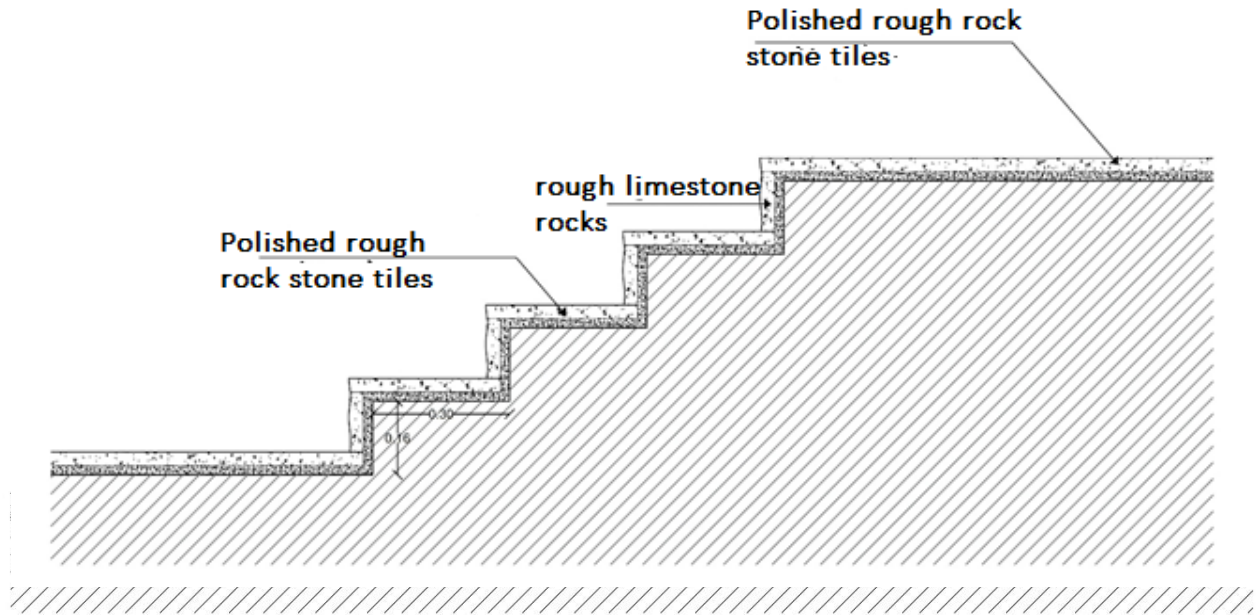 Polished rough rock
stone tiles
rough limestone
rocks
Polished rough
rock stone tiles
0.30
0.16